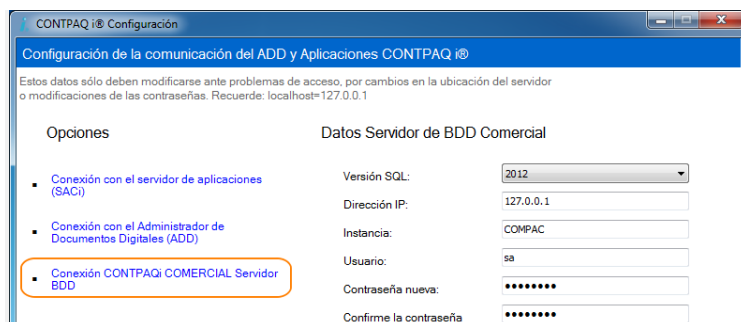 CONTPAQ i® Configuración
Configuración de la comunicación del ADD y Aplicaciones CONTPAQ i®
Estos datos sólo deben modificarse ante problemas de acceso, por cambios en la ubicación del servidor
o modificaciones de las contraseñas. Recuerde: localhost=127.0.0.1
Opciones
Conexión con el servidor de aplicaciones
(SACi)
Conexión con el Administrador de
Documentos Digitales (ADD)
Conexión CONTPAQi COMERCIAL Servidor
BDD
Datos Servidor de BDD Comercial
Versión SQL: 2012
Dirección IP: 127.0.0.1
Instancia: COMPAC
Usuario: sa
Contraseña nueva: ••••••••
Confirme la contraseña ••••••••